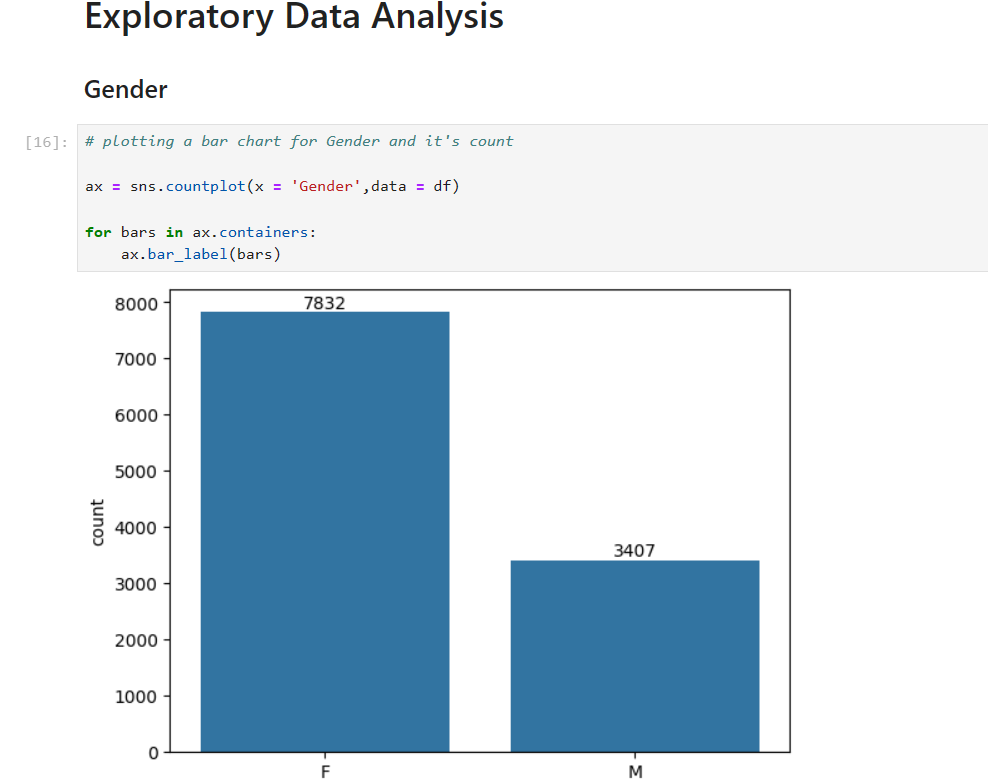 Exploratory Data Analysis
Gender
[16]:
# plotting a bar chart for Gender and it's count
ax = sns.countplot(x = 'Gender',data = df)
for bars in ax.containers:
    ax.bar_label(bars)
8000
7000
6000
5000
4000
3000
2000
1000
0
count
7832
3407
F
M